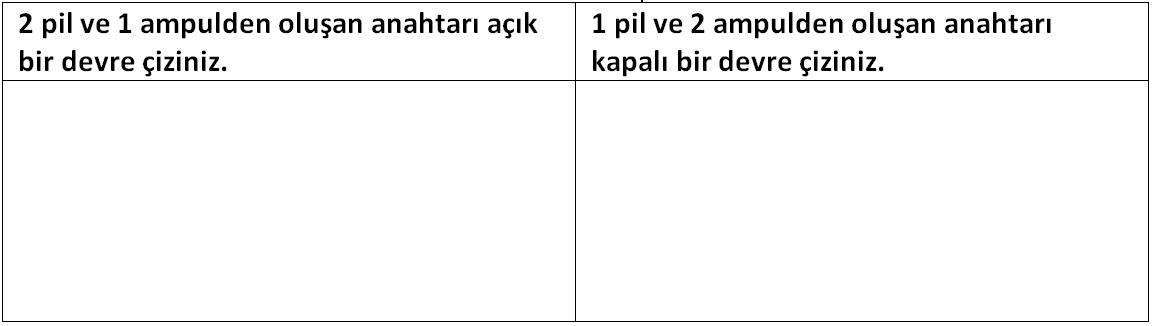 2 pil ve 1 ampulden oluşan anahtarı açık
bir devre çiziniz.
1 pil ve 2 ampulden oluşan anahtarı
kapalı bir devre çiziniz.